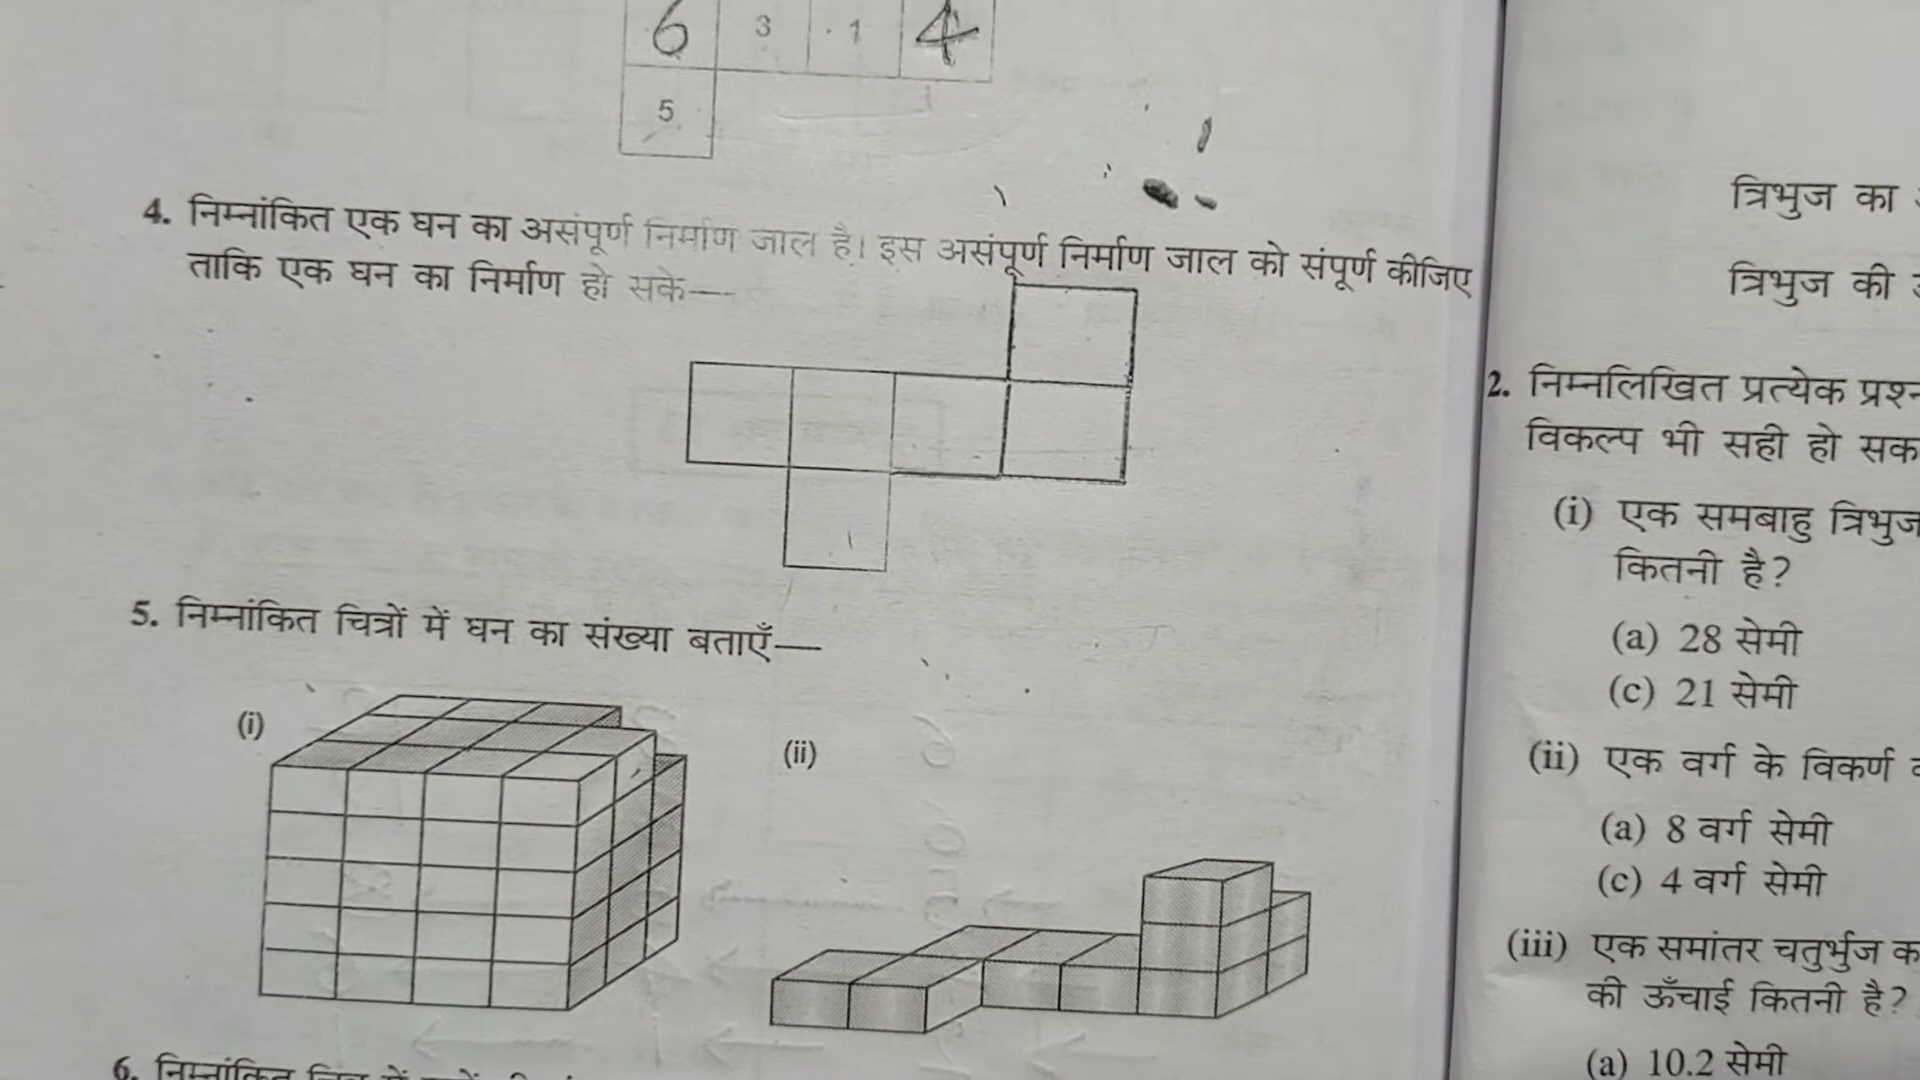 6 3 1 4
5
4. निम्नांकित एक घन का असंपूर्ण निर्माण जाल है। इस असंपूर्ण निर्माण जाल को संपूर्ण कीजिए
ताकि एक घन का निर्माण हो सके—
5. निम्नांकित चित्रों में घन का संख्या बताएँ—
(i)
(ii)
6. निम्नांकित
त्रिभुज का
त्रिभुज की
2. निम्नलिखित प्रत्येक
विकल्प भी सही हो
(i) एक समबाहु
कितनी है?
(a) 28 सेमी
(c) 21 सेमी
(ii) एक वर्ग के विकर्ण
(a) 8 वर्ग सेमी
(c) 4 वर्ग सेमी
(iii) एक समांतर चतुर्भुज
की ऊँचाई कितनी है?
(a) 10.2 सेमी